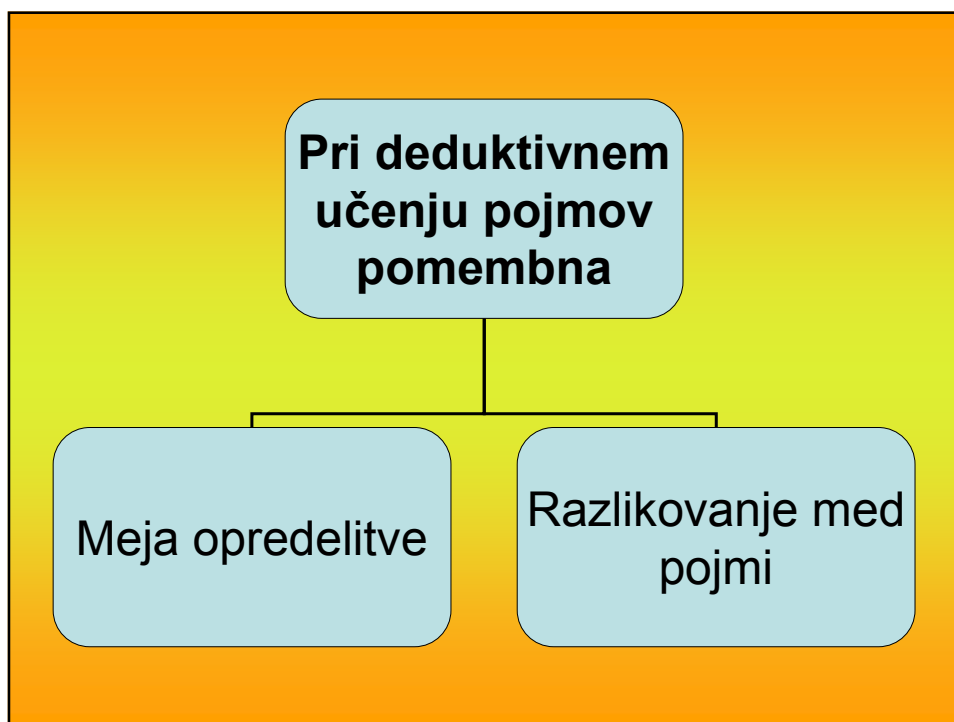 Pri deduktivnem
učenju pojmov
pomembna
Meja opredelitve
Razlikovanje med
pojmi